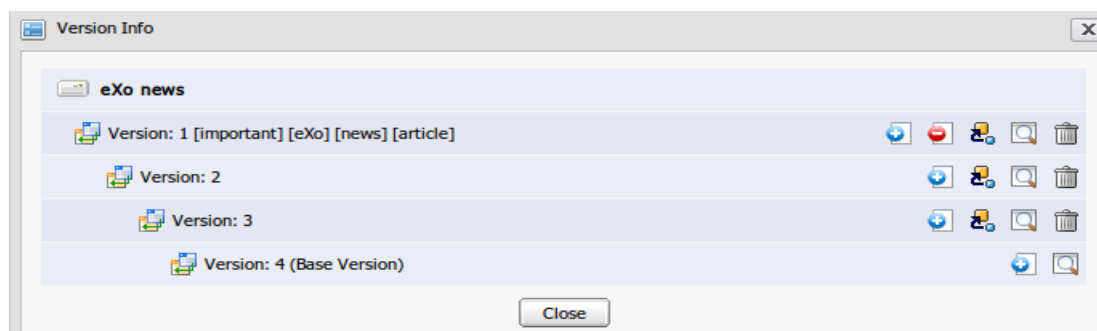 Version Info
eXo news
Version: 1 [important] [eXo] [news] [article]
Version: 2
Version: 3
Version: 4 (Base Version)
Close